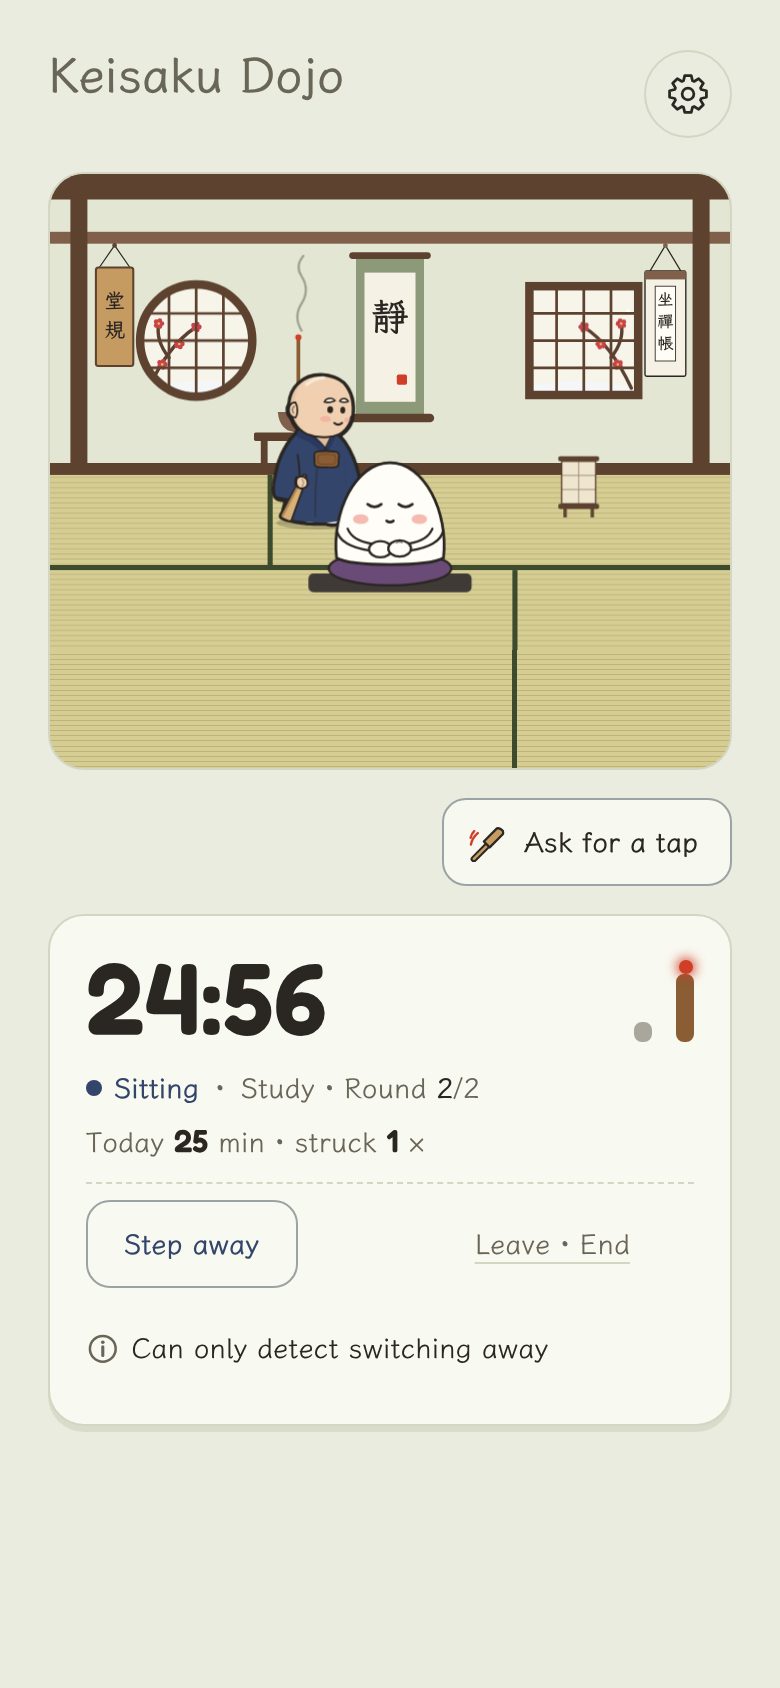 Keisaku Dojo
堂規
靜
坐禪帳
Ask for a tap
24:56
Sitting • Study • Round 2/2
Today 25 min • struck 1 ×
Step away
Leave • End
Can only detect switching away